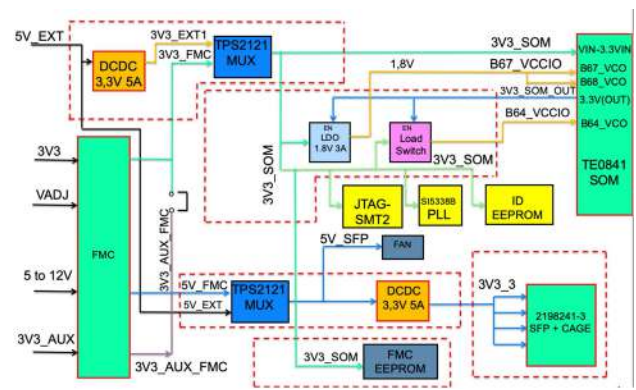 5V_EXT
3V3_EXT1
3V3_FMC
DCDC
3,3V 5A
TPS2121
MUX
3V3_SOM
VIN-3.3VIN
1,8V
B67_VCCIO
B67_VCO
B68_VCO
3V3_SOM_OUT
3.3V(OUT)
B64_VCCIO
B64_VCO
TE0841
SOM
EN
LDO
1.8V 3A
EN
Load
Switch
3V3_SOM
3V3_SOM
3V3
VADJ
5 to 12V
3V3_AUX
FMC
3V3_AUX_FMC
3V3_AUX_FMC
JTAG-
SMT2
SI5338B
PLL
ID
EEPROM
5V_SFP
FAN
5V_FMC
5V_EXT
TPS2121
MUX
DCDC
3,3V 5A
3V3_3
2198241-3
SFP + CAGE
3V3_SOM
FMC
EEPROM